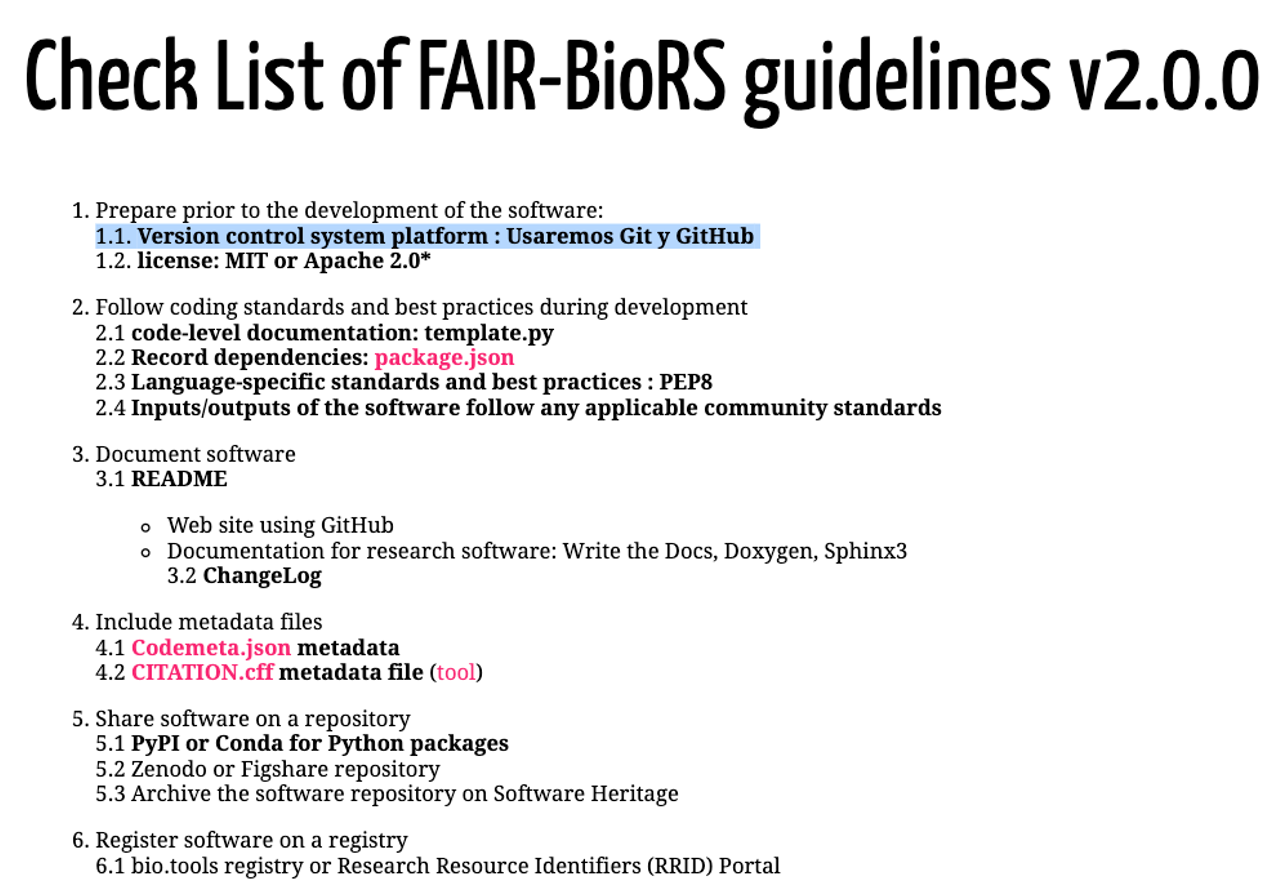 Check List of FAIR-BioRS guidelines v2.0.0
1. Prepare prior to the development of the software:
1.1. Version control system platform : Usaremos Git y GitHub
1.2. license: MIT or Apache 2.0*
2. Follow coding standards and best practices during development
2.1 code-level documentation: template.py
2.2 Record dependencies: package.json
2.3 Language-specific standards and best practices : PEP8
2.4 Inputs/outputs of the software follow any applicable community standards
3. Document software
3.1 README
Web site using GitHub
Documentation for research software: Write the Docs, Doxygen, Sphinx3
3.2 ChangeLog
4. Include metadata files
4.1 Codemeta.json metadata
4.2 CITATION.cff metadata file (tool)
5. Share software on a repository
5.1 PyPI or Conda for Python packages
5.2 Zenodo or Figshare repository
5.3 Archive the software repository on Software Heritage
6. Register software on a registry
6.1 bio.tools registry or Research Resource Identifiers (RRID) Portal